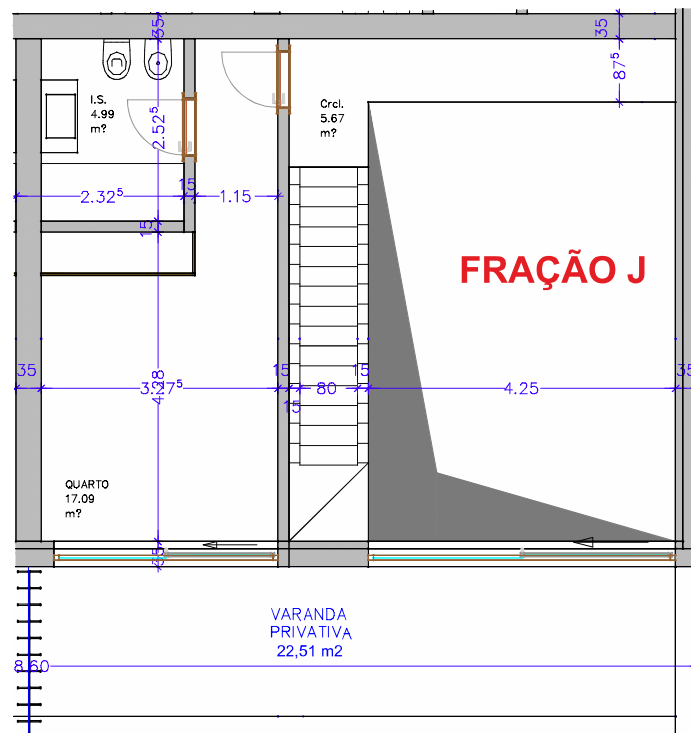 35
35
87⁵
I.S.
4.99
m?
2.52⁵
Crcl.
5.67
m?
2.32⁵
15
1.15
15
FRAÇÃO J
35
3.27⁵
4.38
15
15
80
15
4.25
35
QUARTO
17.09
m?
35
VARANDA
PRIVATIVA
22,51 m2
8.60